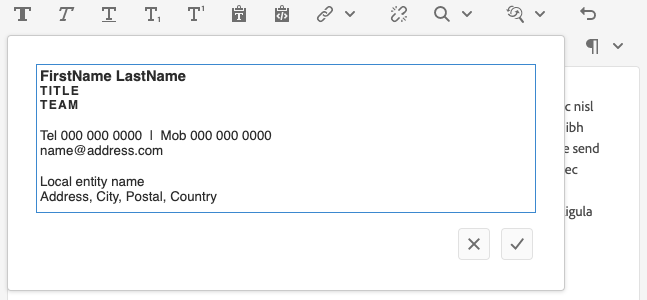 FirstName LastName
TITLE
TEAM
Tel 000 000 0000 | Mob 000 000 0000
name@address.com
Local entity name
Address, City, Postal, Country
c nisl
ibh
e send
ec
igula